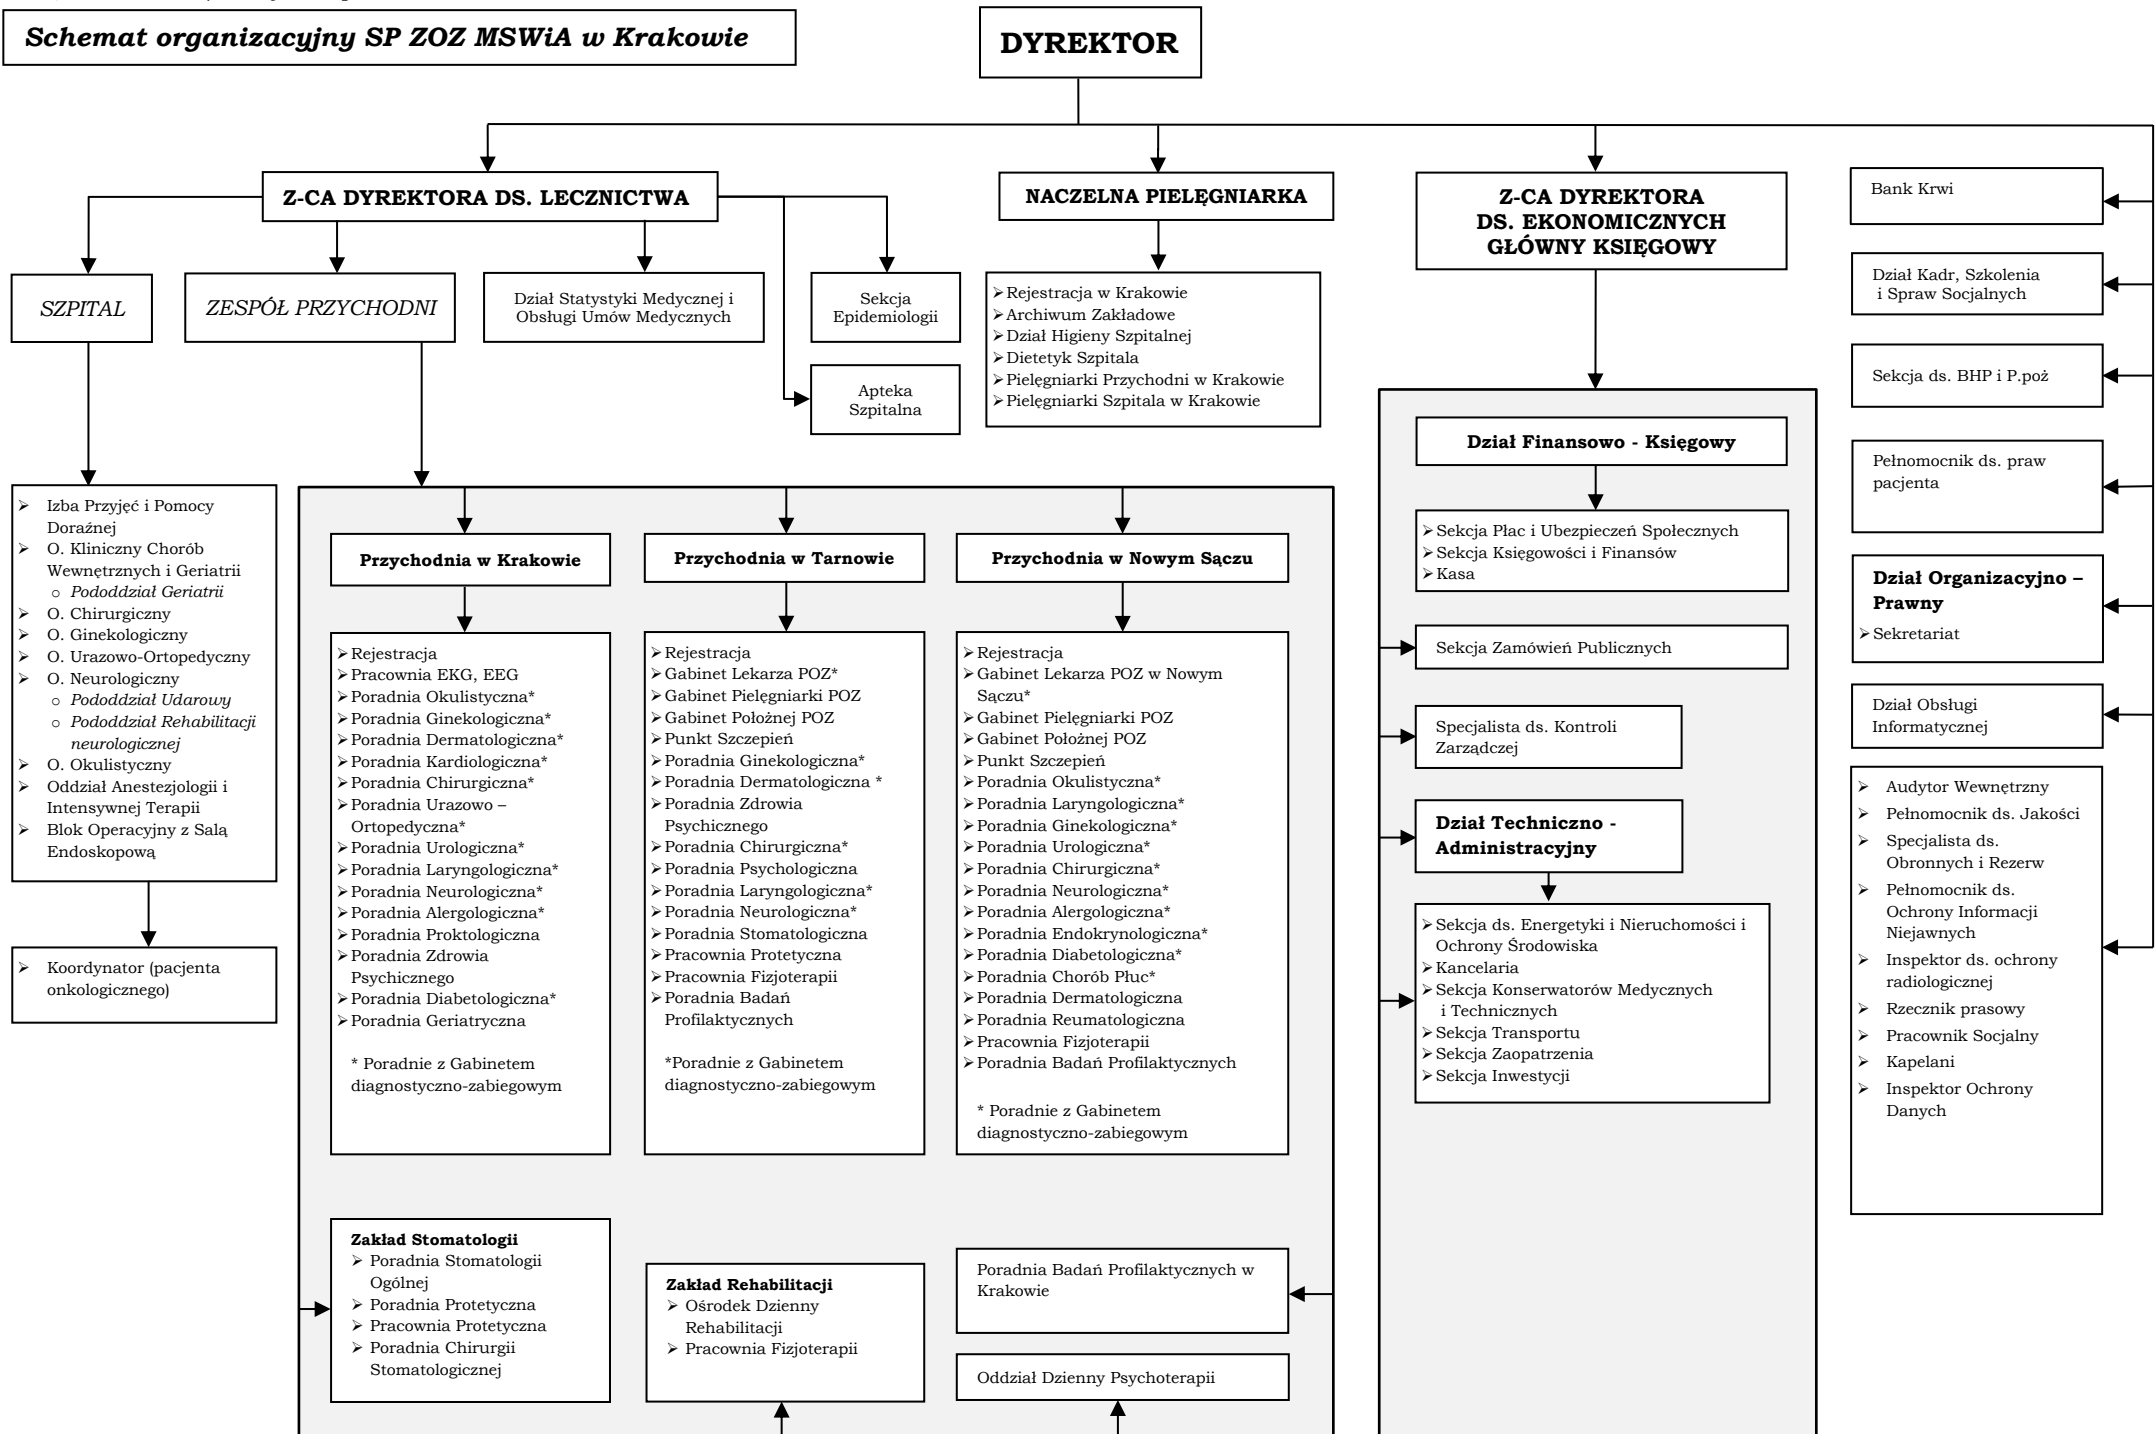 Schemat organizacyjny SP ZOZ MSWiA w Krakowie
DYREKTOR
Z-CA DYREKTORA DS. LECZNICTWA
NACZELNA PIELĘGNIARKA
Z-CA DYREKTORA
DS. EKONOMICZNYCH
GŁÓWNY KSIĘGOWY
SZPITAL
ZESPÓŁ PRZYCHODNI
Dział Statystyki Medycznej i
Obsługi Umów Medycznych
Sekcja
Epidemiologii
Apteka
Szpitalna
➢ Rejestracja w Krakowie
➢ Archiwum Zakładowe
➢ Dział Higieny Szpitalnej
➢ Dietetyk Szpitala
➢ Pielęgniarki Przychodni w Krakowie
➢ Pielęgniarki Szpitala w Krakowie
➢ Izba Przyjęć i Pomocy
Doraźnej
➢ O. Kliniczny Chorób
Wewnętrznych i Geriatrii
o Pododdział Geriatrii
➢ O. Chirurgiczny
➢ O. Ginekologiczny
➢ O. Urazowo-Ortopedyczny
➢ O. Neurologiczny
o Pododdział Udarowy
o Pododdział Rehabilitacji
neurologicznej
➢ O. Okulistyczny
➢ Oddział Anestezjologii i
Intensywnej Terapii
➢ Blok Operacyjny z Salą
Endoskopową
➢ Koordynator (pacjenta
onkologicznego)
Przychodnia w Krakowie
➢ Rejestracja
➢ Pracownia EKG, EEG
➢ Poradnia Okulistyczna*
➢ Poradnia Ginekologiczna*
➢ Poradnia Dermatologiczna*
➢ Poradnia Kardiologiczna*
➢ Poradnia Chirurgiczna*
➢ Poradnia Urazowo –
Ortopedyczna*
➢ Poradnia Urologiczna*
➢ Poradnia Laryngologiczna*
➢ Poradnia Neurologiczna*
➢ Poradnia Alergologiczna*
➢ Poradnia Proktologiczna
➢ Poradnia Zdrowia
Psychicznego
➢ Poradnia Diabetologiczna*
➢ Poradnia Geriatryczna
* Poradnie z Gabinetem
diagnostyczno-zabiegowym
Przychodnia w Tarnowie
➢ Rejestracja
➢ Gabinet Lekarza POZ*
➢ Gabinet Pielęgniarki POZ
➢ Gabinet Położnej POZ
➢ Punkt Szczepień
➢ Poradnia Ginekologiczna*
➢ Poradnia Dermatologiczna *
➢ Poradnia Zdrowia
Psychicznego
➢ Poradnia Chirurgiczna*
➢ Poradnia Psychologiczna
➢ Poradnia Laryngologiczna*
➢ Poradnia Neurologiczna*
➢ Poradnia Stomatologiczna
➢ Pracownia Protetyczna
➢ Pracownia Fizjoterapii
➢ Poradnia Badań
Profilaktycznych
*Poradnie z Gabinetem
diagnostyczno-zabiegowym
Przychodnia w Nowym Sączu
➢ Rejestracja
➢ Gabinet Lekarza POZ w Nowym
Sączu*
➢ Gabinet Pielęgniarki POZ
➢ Gabinet Położnej POZ
➢ Punkt Szczepień
➢ Poradnia Okulistyczna*
➢ Poradnia Laryngologiczna*
➢ Poradnia Ginekologiczna*
➢ Poradnia Urologiczna*
➢ Poradnia Chirurgiczna*
➢ Poradnia Neurologiczna*
➢ Poradnia Alergologiczna*
➢ Poradnia Endokrynologiczna*
➢ Poradnia Diabetologiczna*
➢ Poradnia Chorób Płuc*
➢ Poradnia Dermatologiczna
➢ Poradnia Reumatologiczna
➢ Pracownia Fizjoterapii
➢ Poradnia Badań Profilaktycznych
* Poradnie z Gabinetem
diagnostyczno-zabiegowym
Zakład Stomatologii
➢ Poradnia Stomatologii
Ogólnej
➢ Poradnia Protetyczna
➢ Pracownia Protetyczna
➢ Poradnia Chirurgii
Stomatologicznej
Zakład Rehabilitacji
➢ Ośrodek Dzienny
Rehabilitacji
➢ Pracownia Fizjoterapii
Poradnia Badań Profilaktycznych w
Krakowie
Oddział Dzienny Psychoterapii
Dział Finansowo - Księgowy
➢ Sekcja Płac i Ubezpieczeń Społecznych
➢ Sekcja Księgowości i Finansów
➢ Kasa
Sekcja Zamówień Publicznych
Specjalista ds. Kontroli
Zarządczej
Dział Techniczno -
Administracyjny
➢ Sekcja ds. Energetyki i Nieruchomości i
Ochrony Środowiska
➢ Kancelaria
➢ Sekcja Konserwatorów Medycznych
i Technicznych
➢ Sekcja Transportu
➢ Sekcja Zaopatrzenia
➢ Sekcja Inwestycji
Bank Krwi
Dział Kadr, Szkolenia
i Spraw Socjalnych
Sekcja ds. BHP i P.poż
Pełnomocnik ds. praw
pacjenta
Dział Organizacyjno –
Prawny
➢ Sekretariat
Dział Obsługi
Informatycznej
➢ Audytor Wewnętrzny
➢ Pełnomocnik ds. Jakości
➢ Specjalista ds.
Obronnych i Rezerw
➢ Pełnomocnik ds.
Ochrony Informacji
Niejawnych
➢ Inspektor ds. ochrony
radiologicznej
➢ Rzecznik prasowy
➢ Pracownik Socjalny
➢ Kapelani
➢ Inspektor Ochrony
Danych